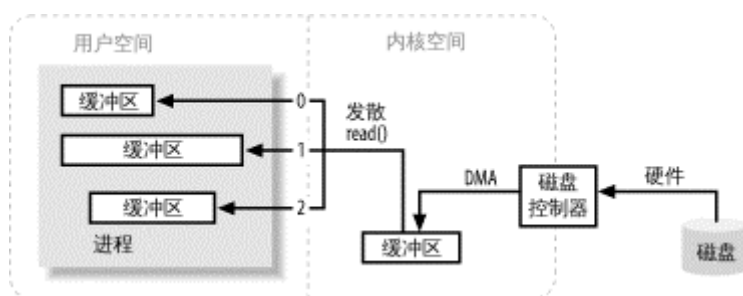 用户空间
内核空间
缓冲区
0
发散
read()
缓冲区
1
DMA
磁盘
控制器
硬件
缓冲区
2
进程
缓冲区
磁盘